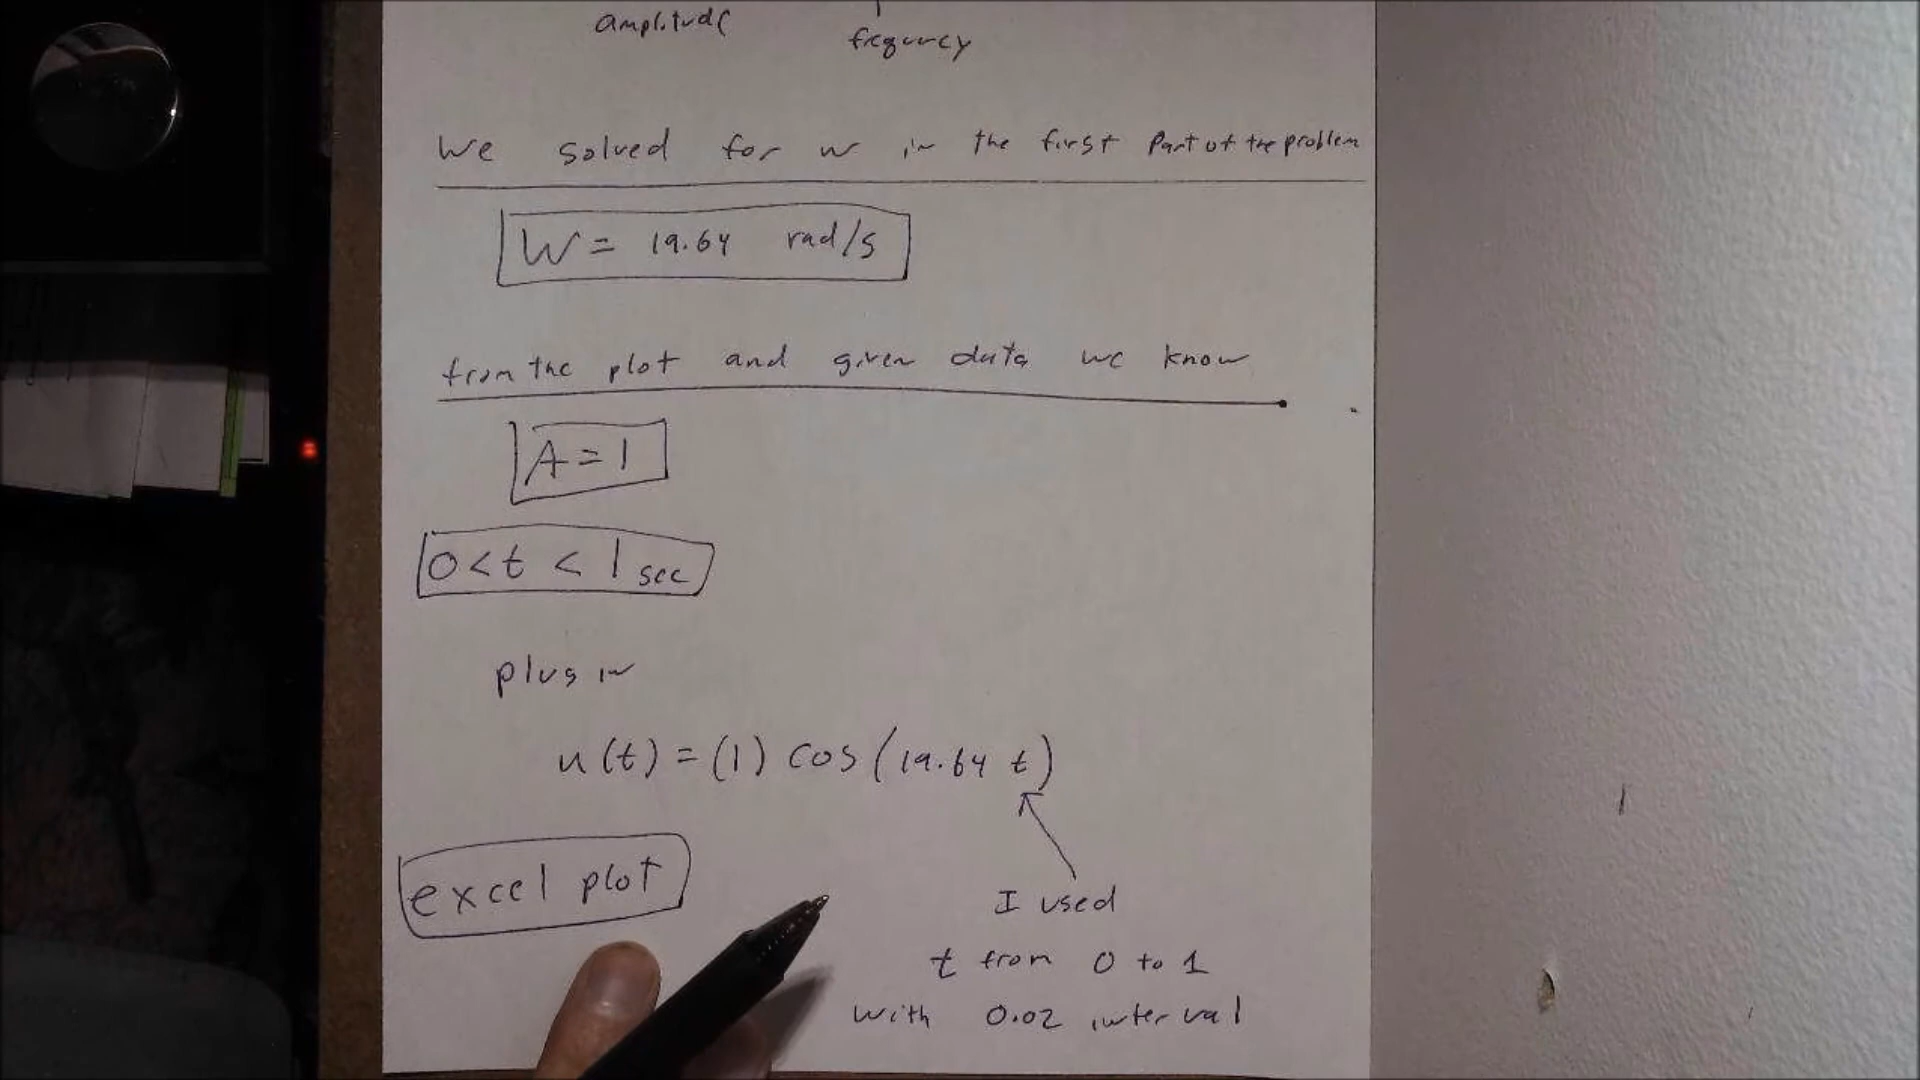 amplitude
frequency
We solved for w in the first part of the problem
W = 19.64 rad/s
from the plot and given data we know
A = 1
0 < t < 1 sec
plug in
u(t) = (1) cos(19.64 t)
excel plot
I used
t from 0 to 1
with 0.02 interval